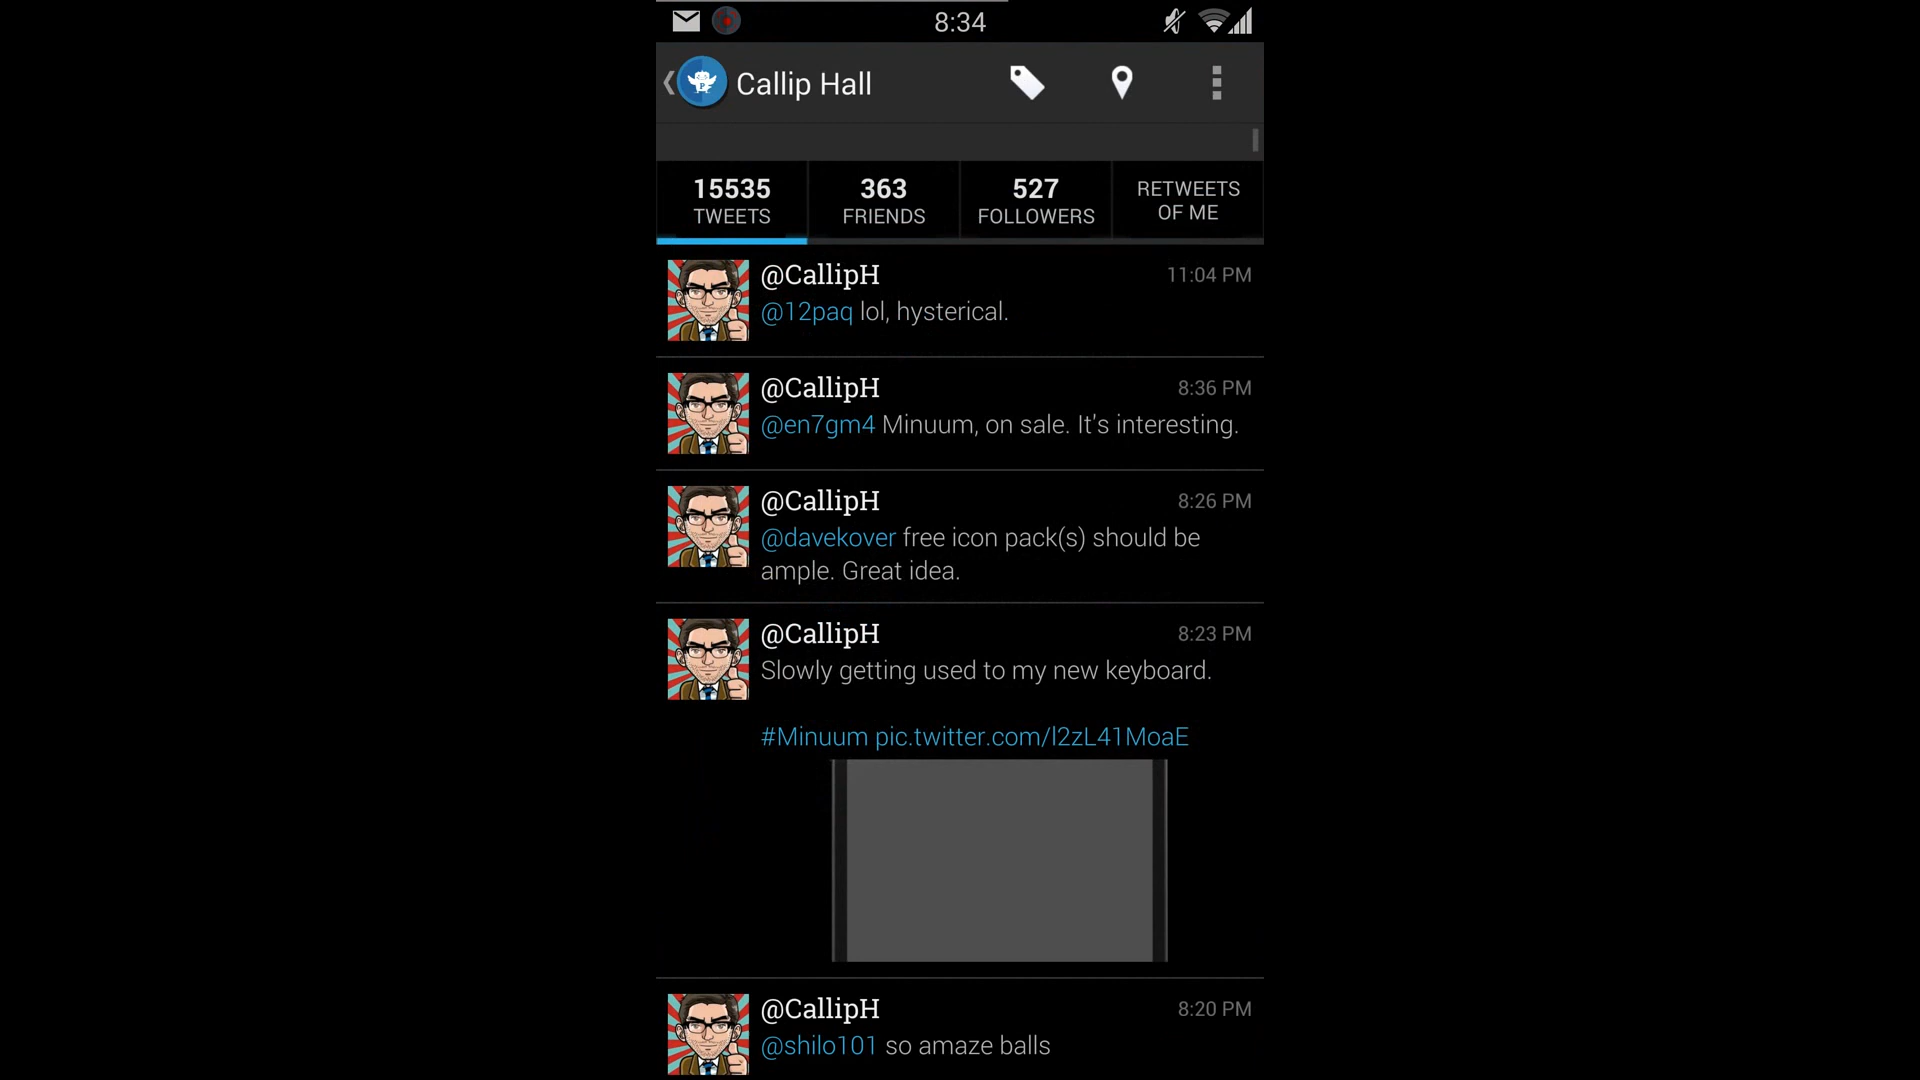 8:34
Callip Hall
15535
TWEETS
363
FRIENDS
527
FOLLOWERS
RETWEETS
OF ME
@CallipH
11:04 PM
@12paq lol, hysterical.
@CallipH
8:36 PM
@en7gm4 Minuum, on sale. It's interesting.
@CallipH
8:26 PM
@davekover free icon pack(s) should be
ample. Great idea.
@CallipH
8:23 PM
Slowly getting used to my new keyboard.
#Minuum pic.twitter.com/l2zL41MoaE
@CallipH
8:20 PM
@shilo101 so amaze balls